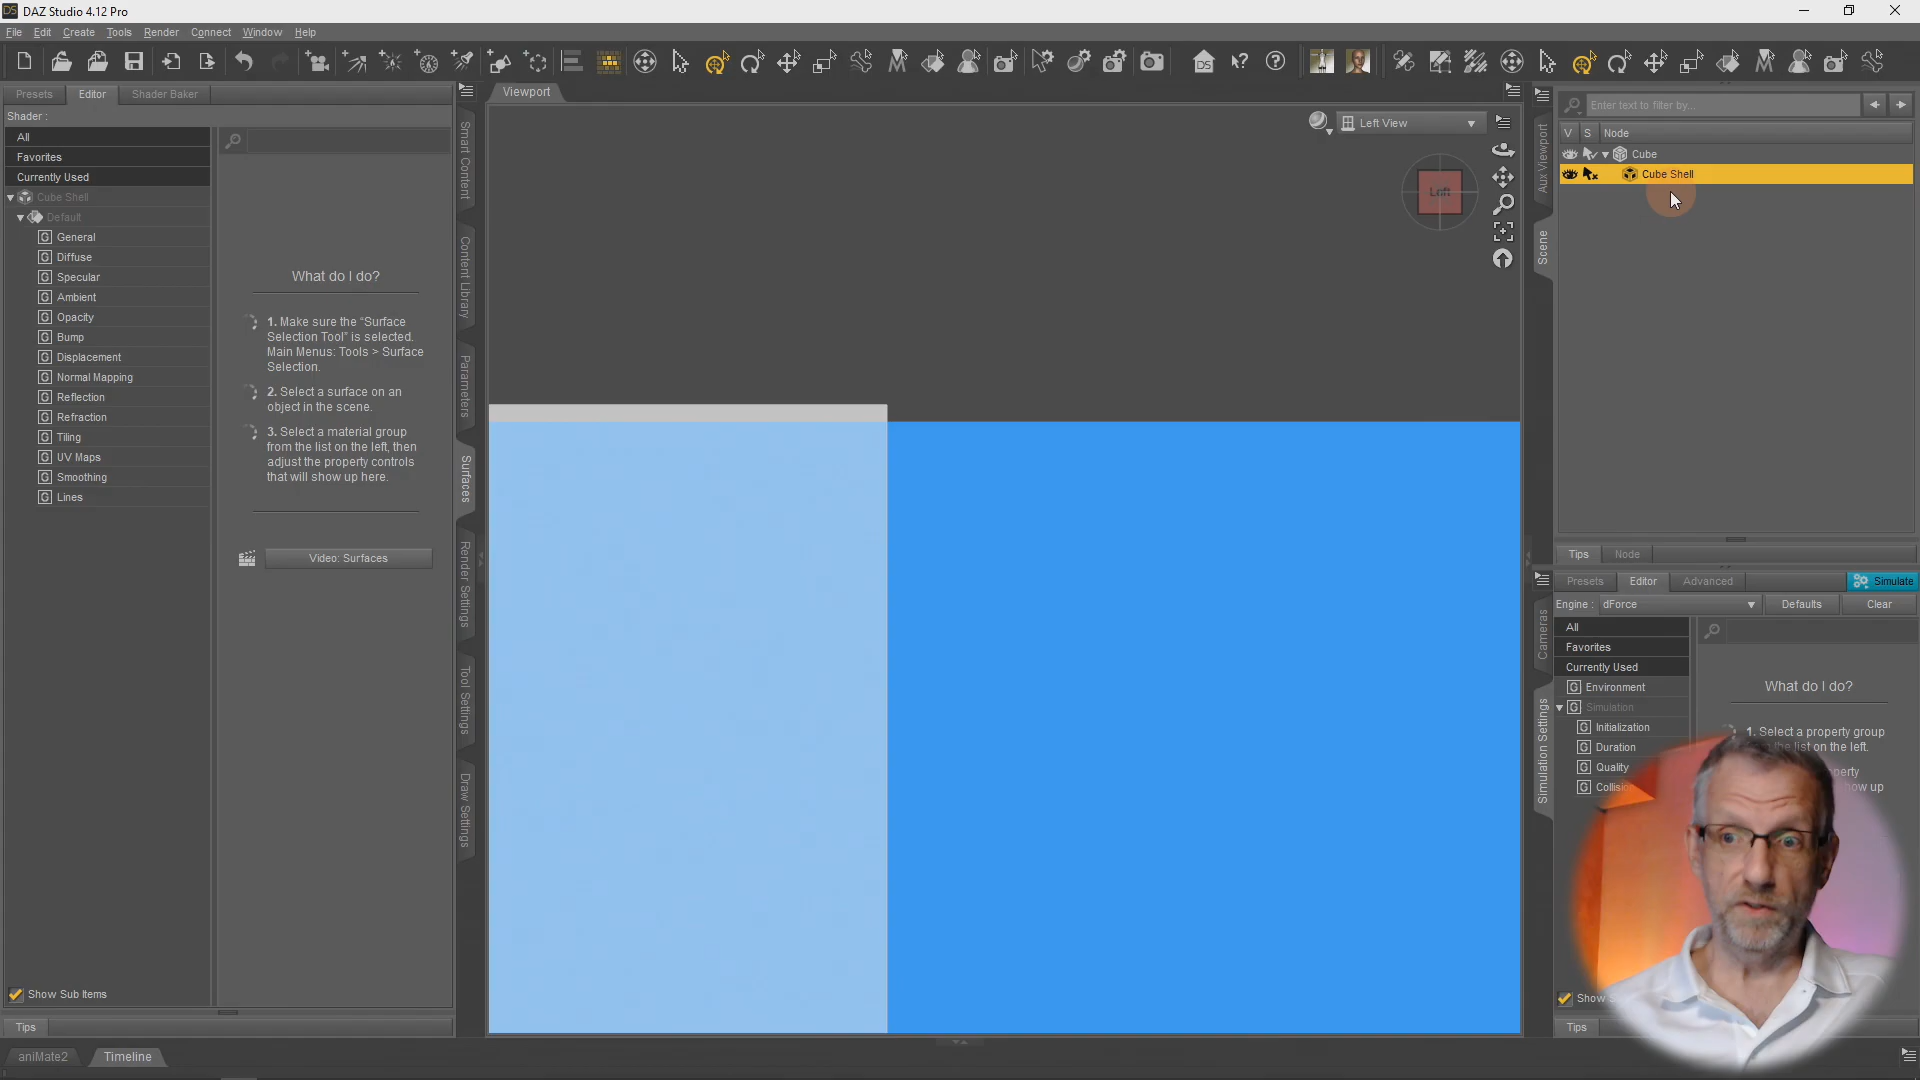 DAZ Studio 4.12 Pro
File Edit Create Tools Render Connect Window Help
Presets Editor Shader Baker
Shader :
All
Favorites
Currently Used
Cube Shell
Default
General
Diffuse
Specular
Ambient
Opacity
Bump
Displacement
Normal Mapping
Reflection
Refraction
Tiling
UV Maps
Smoothing
Lines
Show Sub Items
Tips
What do I do?
1. Make sure the “Surface
Selection Tool” is selected.
Main Menus: Tools > Surface
Selection.
2. Select a surface on an
object in the scene.
3. Select a material group
from the list on the left, then
adjust the property controls
that will show up here.
Video: Surfaces
Smart Content
Content Library
Parameters
Surfaces
Render Settings
Tool Settings
Draw Settings
Viewport
Left View
Left
Aux Viewport
Scene
Enter text to filter by...
V S Node
Cube
Cube Shell
Tips Node
Cameras
Simulation Settings
Presets Editor Advanced Simulate
Engine : dForce Defaults Clear
All
Favorites
Currently Used
Environment
Simulation
Initialization
Duration
Quality
What do I do?
1. Select a property group
the list on the left.
Tips
aniMate2 Timeline